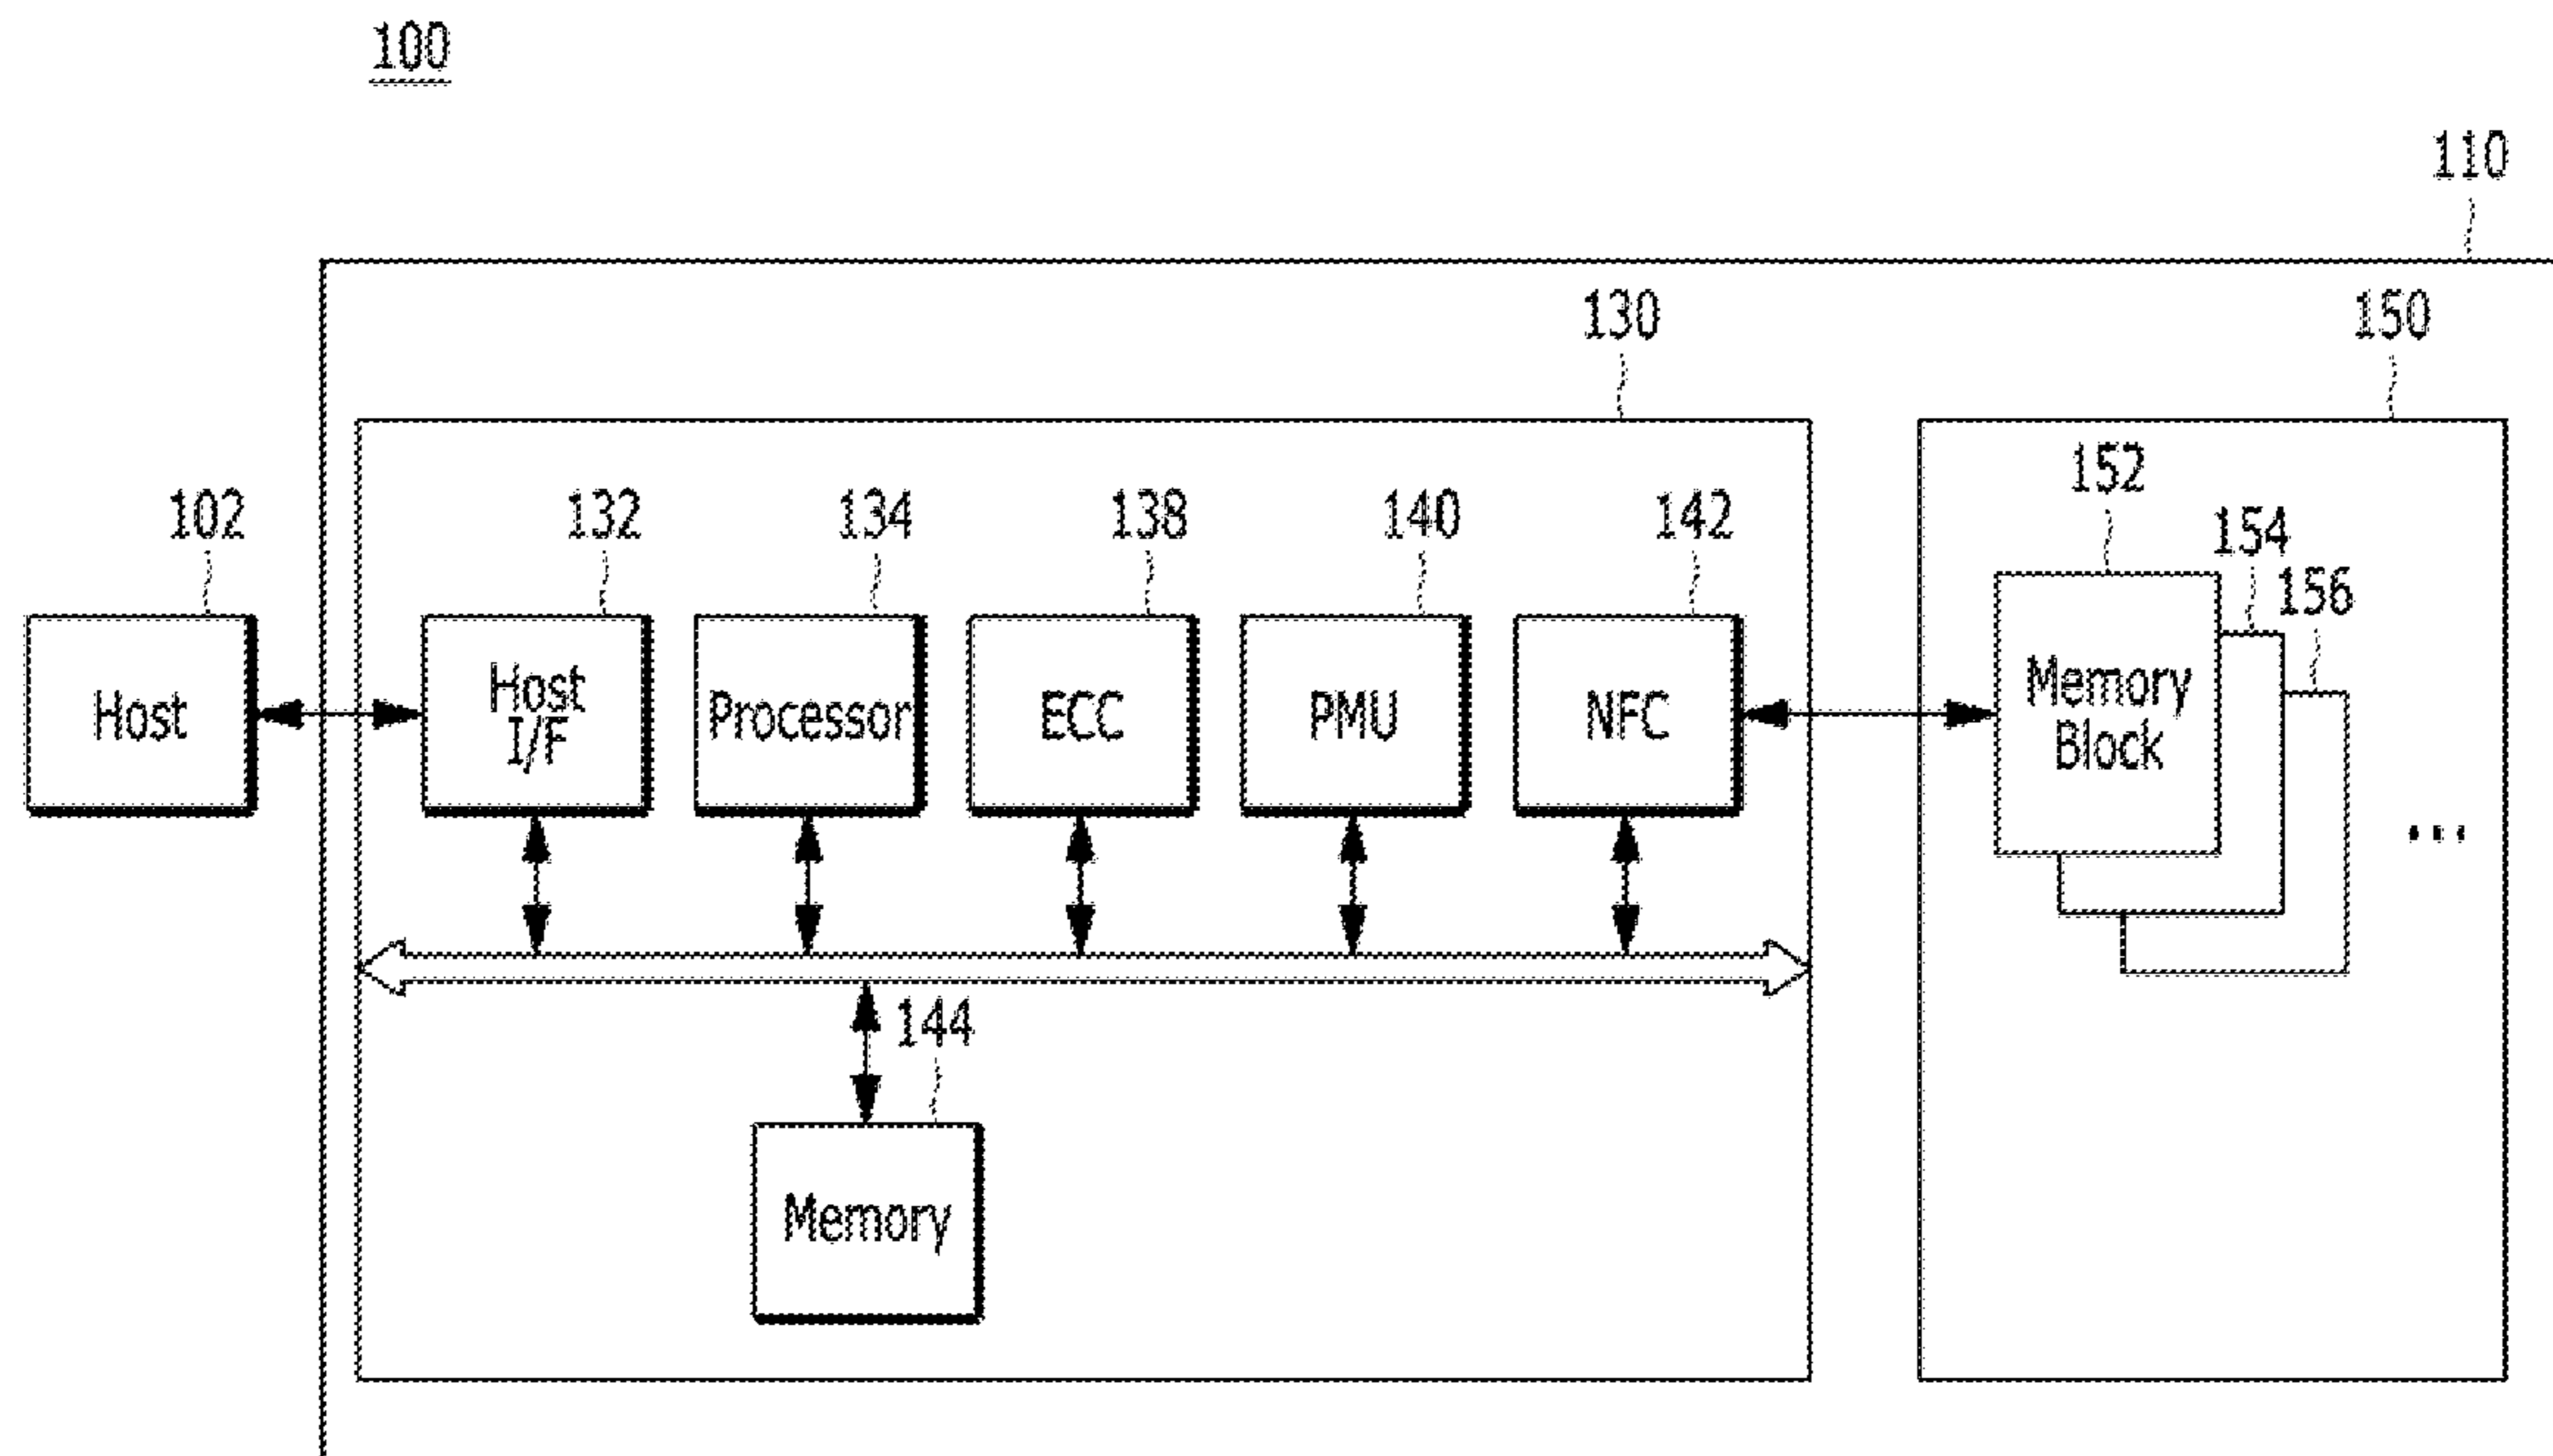 100
110
130
150
152
154
156
102
132
134
138
140
142
Host
Host
I/F
Processor
ECC
PMU
NFC
Memory
Block
...
144
Memory